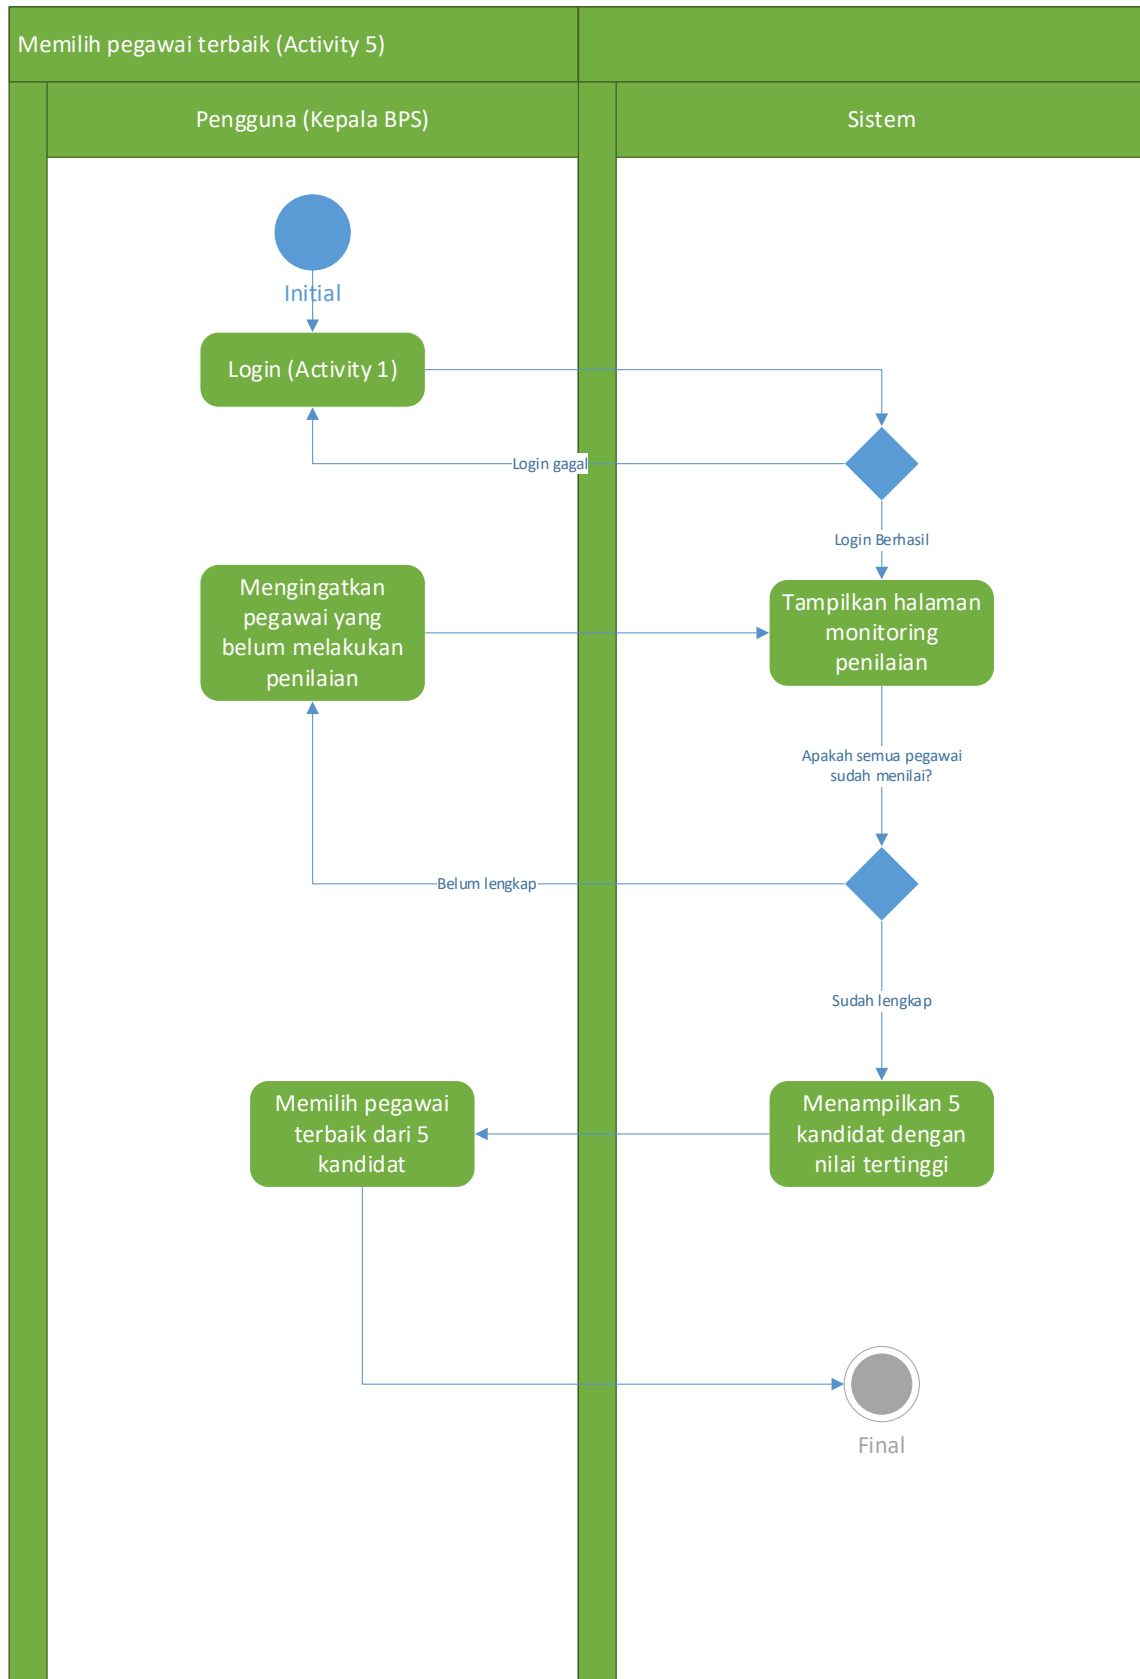 Memilih pegawai terbaik (Activity 5)
Pengguna (Kepala BPS)
Sistem
Initial
Login (Activity 1)
Login gagal
Login Berhasil
Mengingatkan
pegawai yang
belum melakukan
penilaian
Tampilkan halaman
monitoring
penilaian
Apakah semua pegawai
sudah menilai?
Belum lengkap
Sudah lengkap
Memilih pegawai
terbaik dari 5
kandidat
Menampilkan 5
kandidat dengan
nilai tertinggi
Final